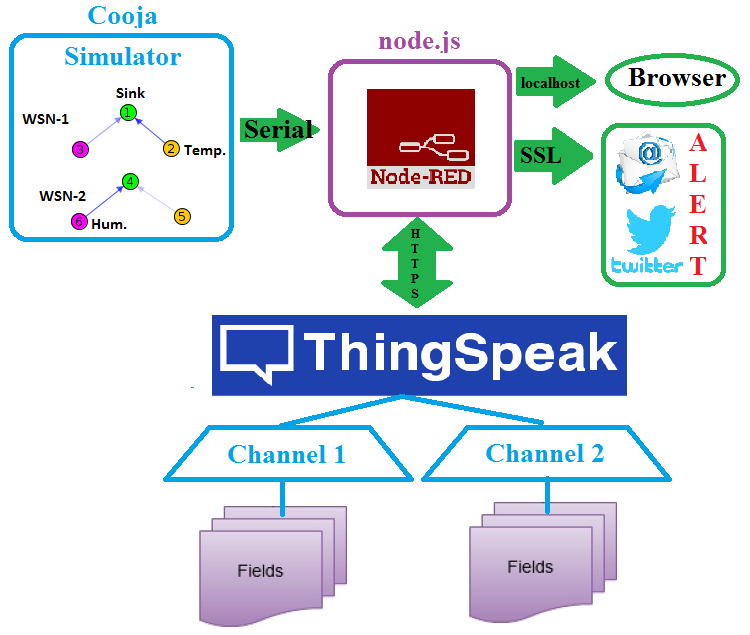 Cooja
Simulator
Sink
WSN-1
1
3
2
Temp.
WSN-2
4
6
Hum.
5
Serial
node.js
Node-RED
localhost
Browser
SSL
@
twitter
ALERT
HTTPS
ThingSpeak
Channel 1
Channel 2
Fields
Fields